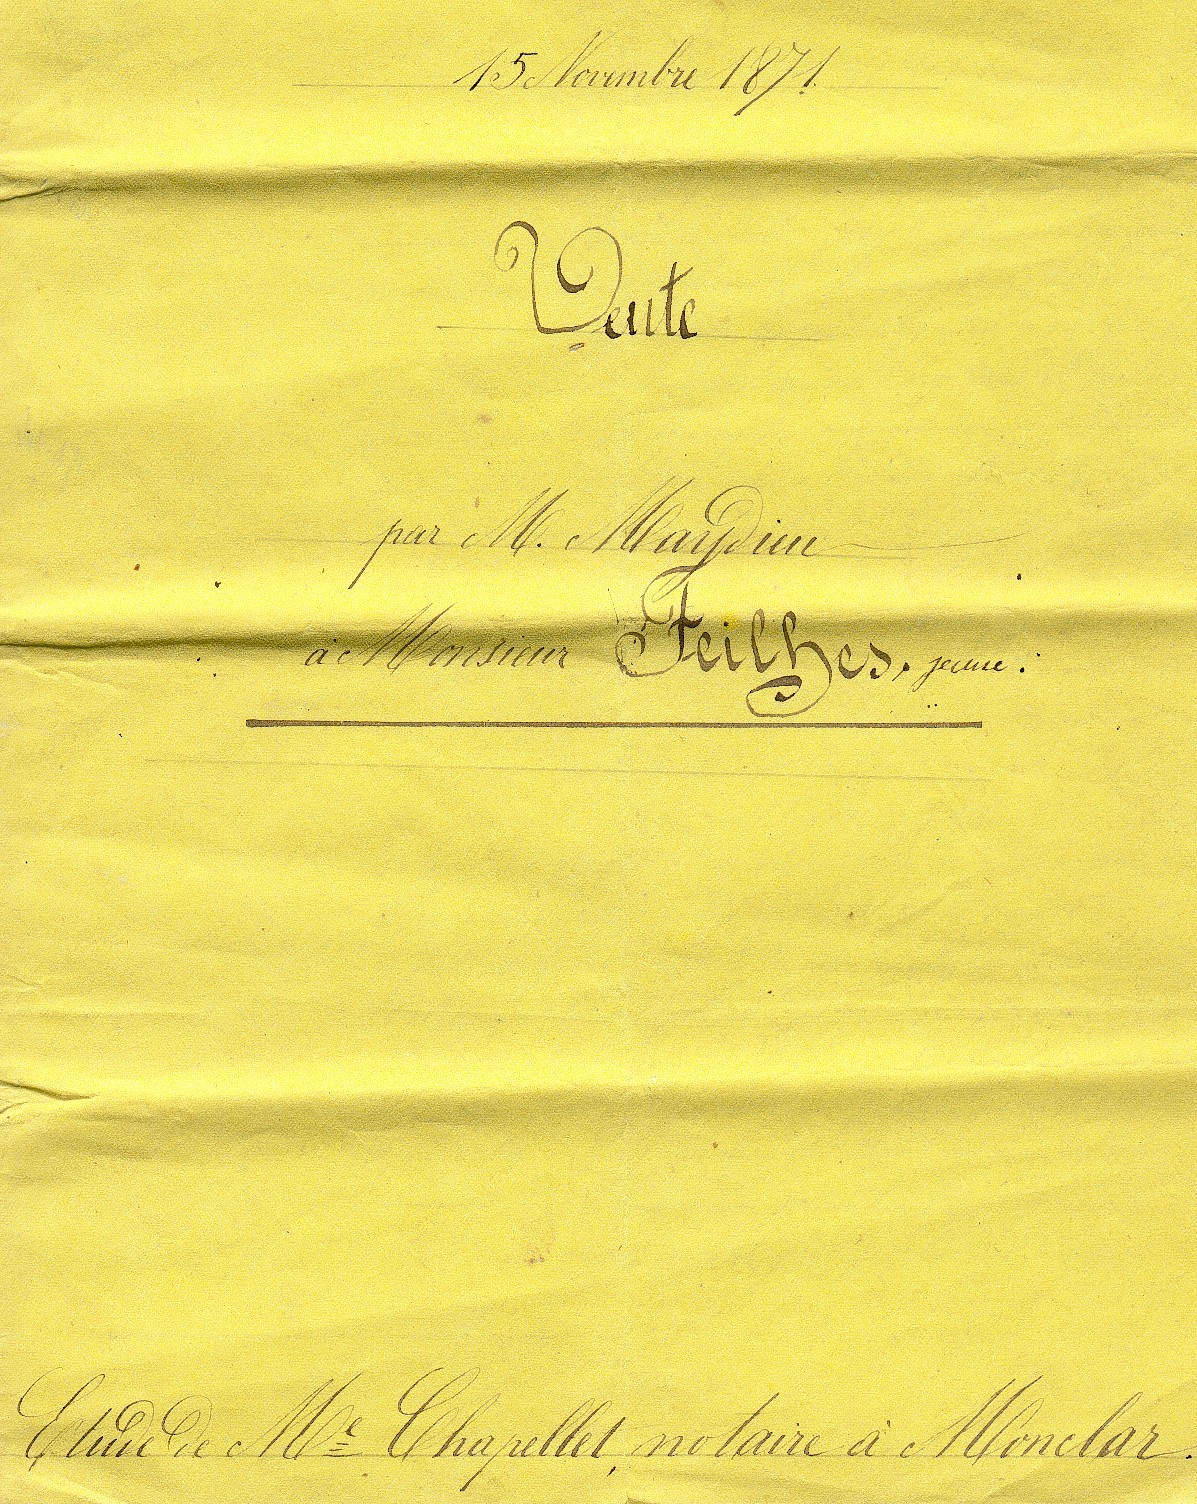 15 Novembre 1871.
Vente
par M. Maydieu
à Monsieur Feilhes, jeune.
Etude de Me Chapellet, notaire à Monclar.